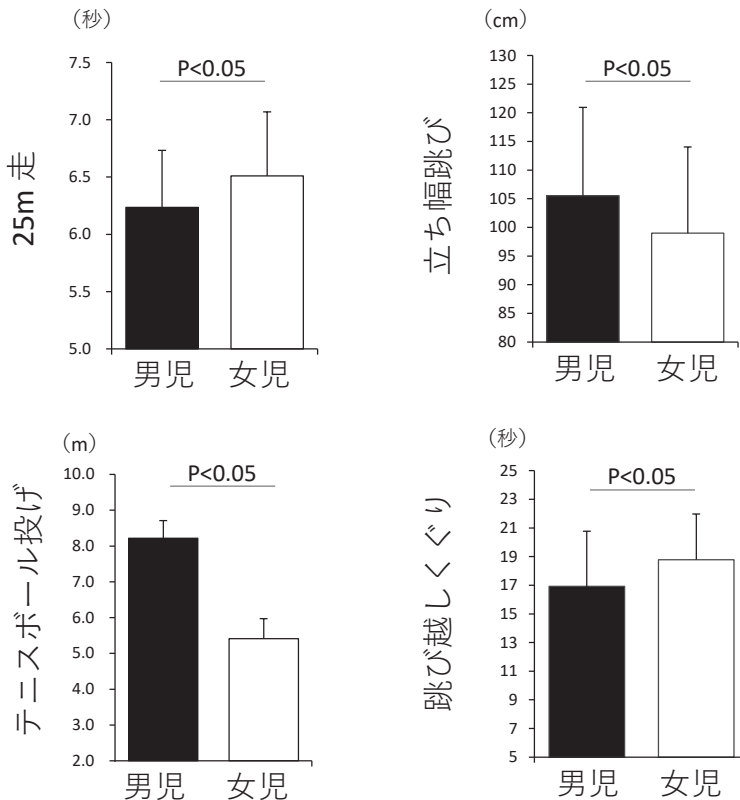 （秒）
25m 走
7.5
7.0
6.5
6.0
5.5
5.0
P<0.05
男児
女児
（cm）
立ち幅跳び
130
125
120
115
110
105
100
95
90
85
80
P<0.05
男児
女児
（m）
テニスボール投げ
10.0
9.0
8.0
7.0
6.0
5.0
4.0
3.0
2.0
P<0.05
男児
女児
（秒）
跳び越しくぐり
25
23
21
19
17
15
13
11
9
7
5
P<0.05
男児
女児